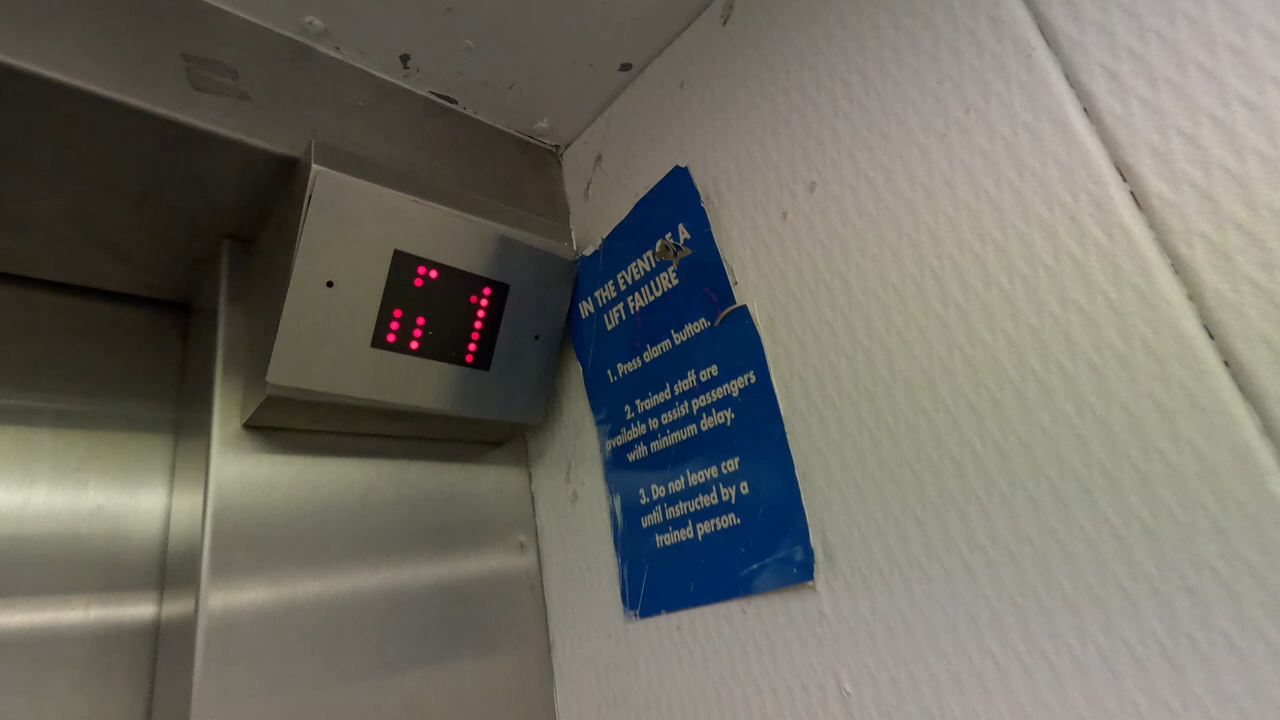 IN THE EVENT OF A
LIFT FAILURE
1. Press alarm button.
2. Trained staff are
available to assist passengers
with minimum delay.
3. Do not leave car
until instructed by a
trained person.